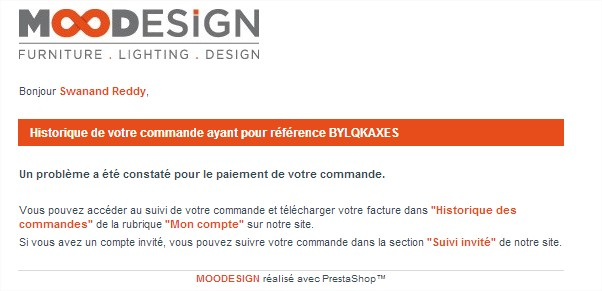 MOODESiGN
FURNITURE . LIGHTING . DESIGN
Bonjour Swanand Reddy,
Historique de votre commande ayant pour référence BYLQKAXES
Un problème a été constaté pour le paiement de votre commande.
Vous pouvez accéder au suivi de votre commande et télécharger votre facture dans "Historique des
commandes" de la rubrique "Mon compte" sur notre site.
Si vous avez un compte invité, vous pouvez suivre votre commande dans la section "Suivi invité" de notre site.
MOODESIGN réalisé avec PrestaShop™